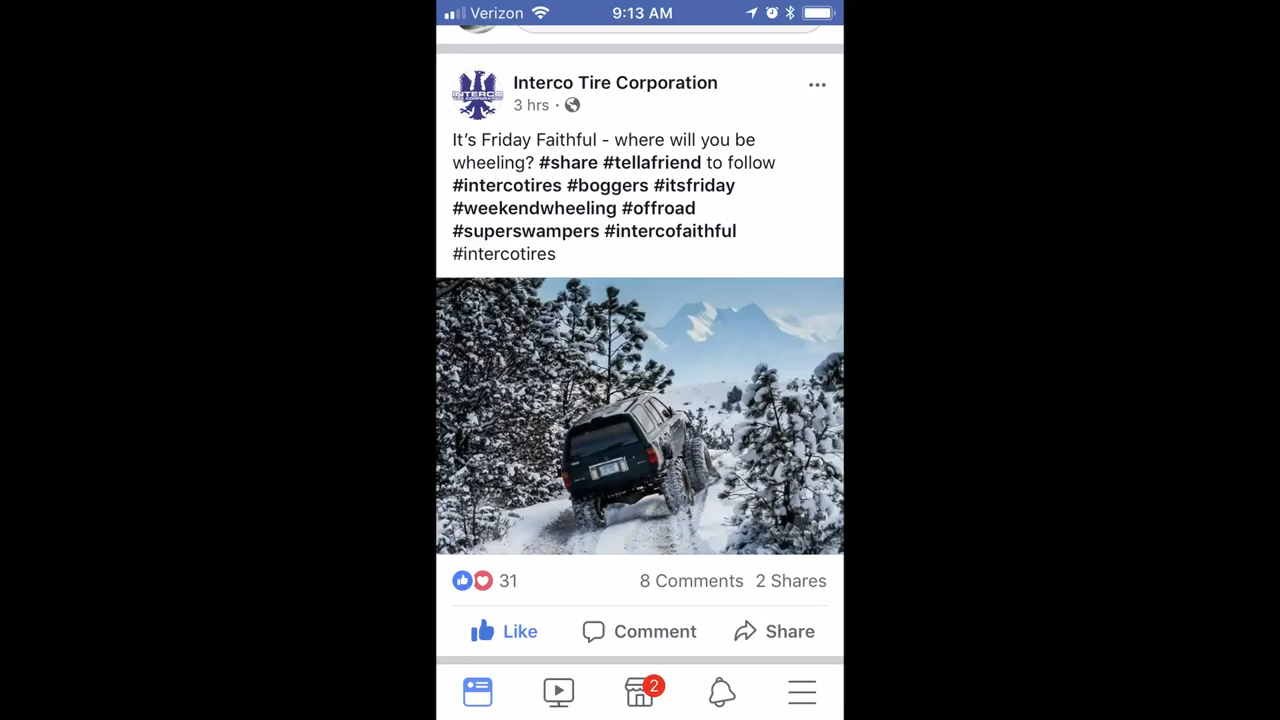 Verizon 9:13 AM
Interco Tire Corporation
3 hrs ·
It’s Friday Faithful - where will you be
wheeling? #share #tellafriend to follow
#intercotires #boggers #itsfriday
#weekendwheeling #offroad
#superswampers #intercofaithful
#intercotires
31 8 Comments 2 Shares
Like Comment Share
2